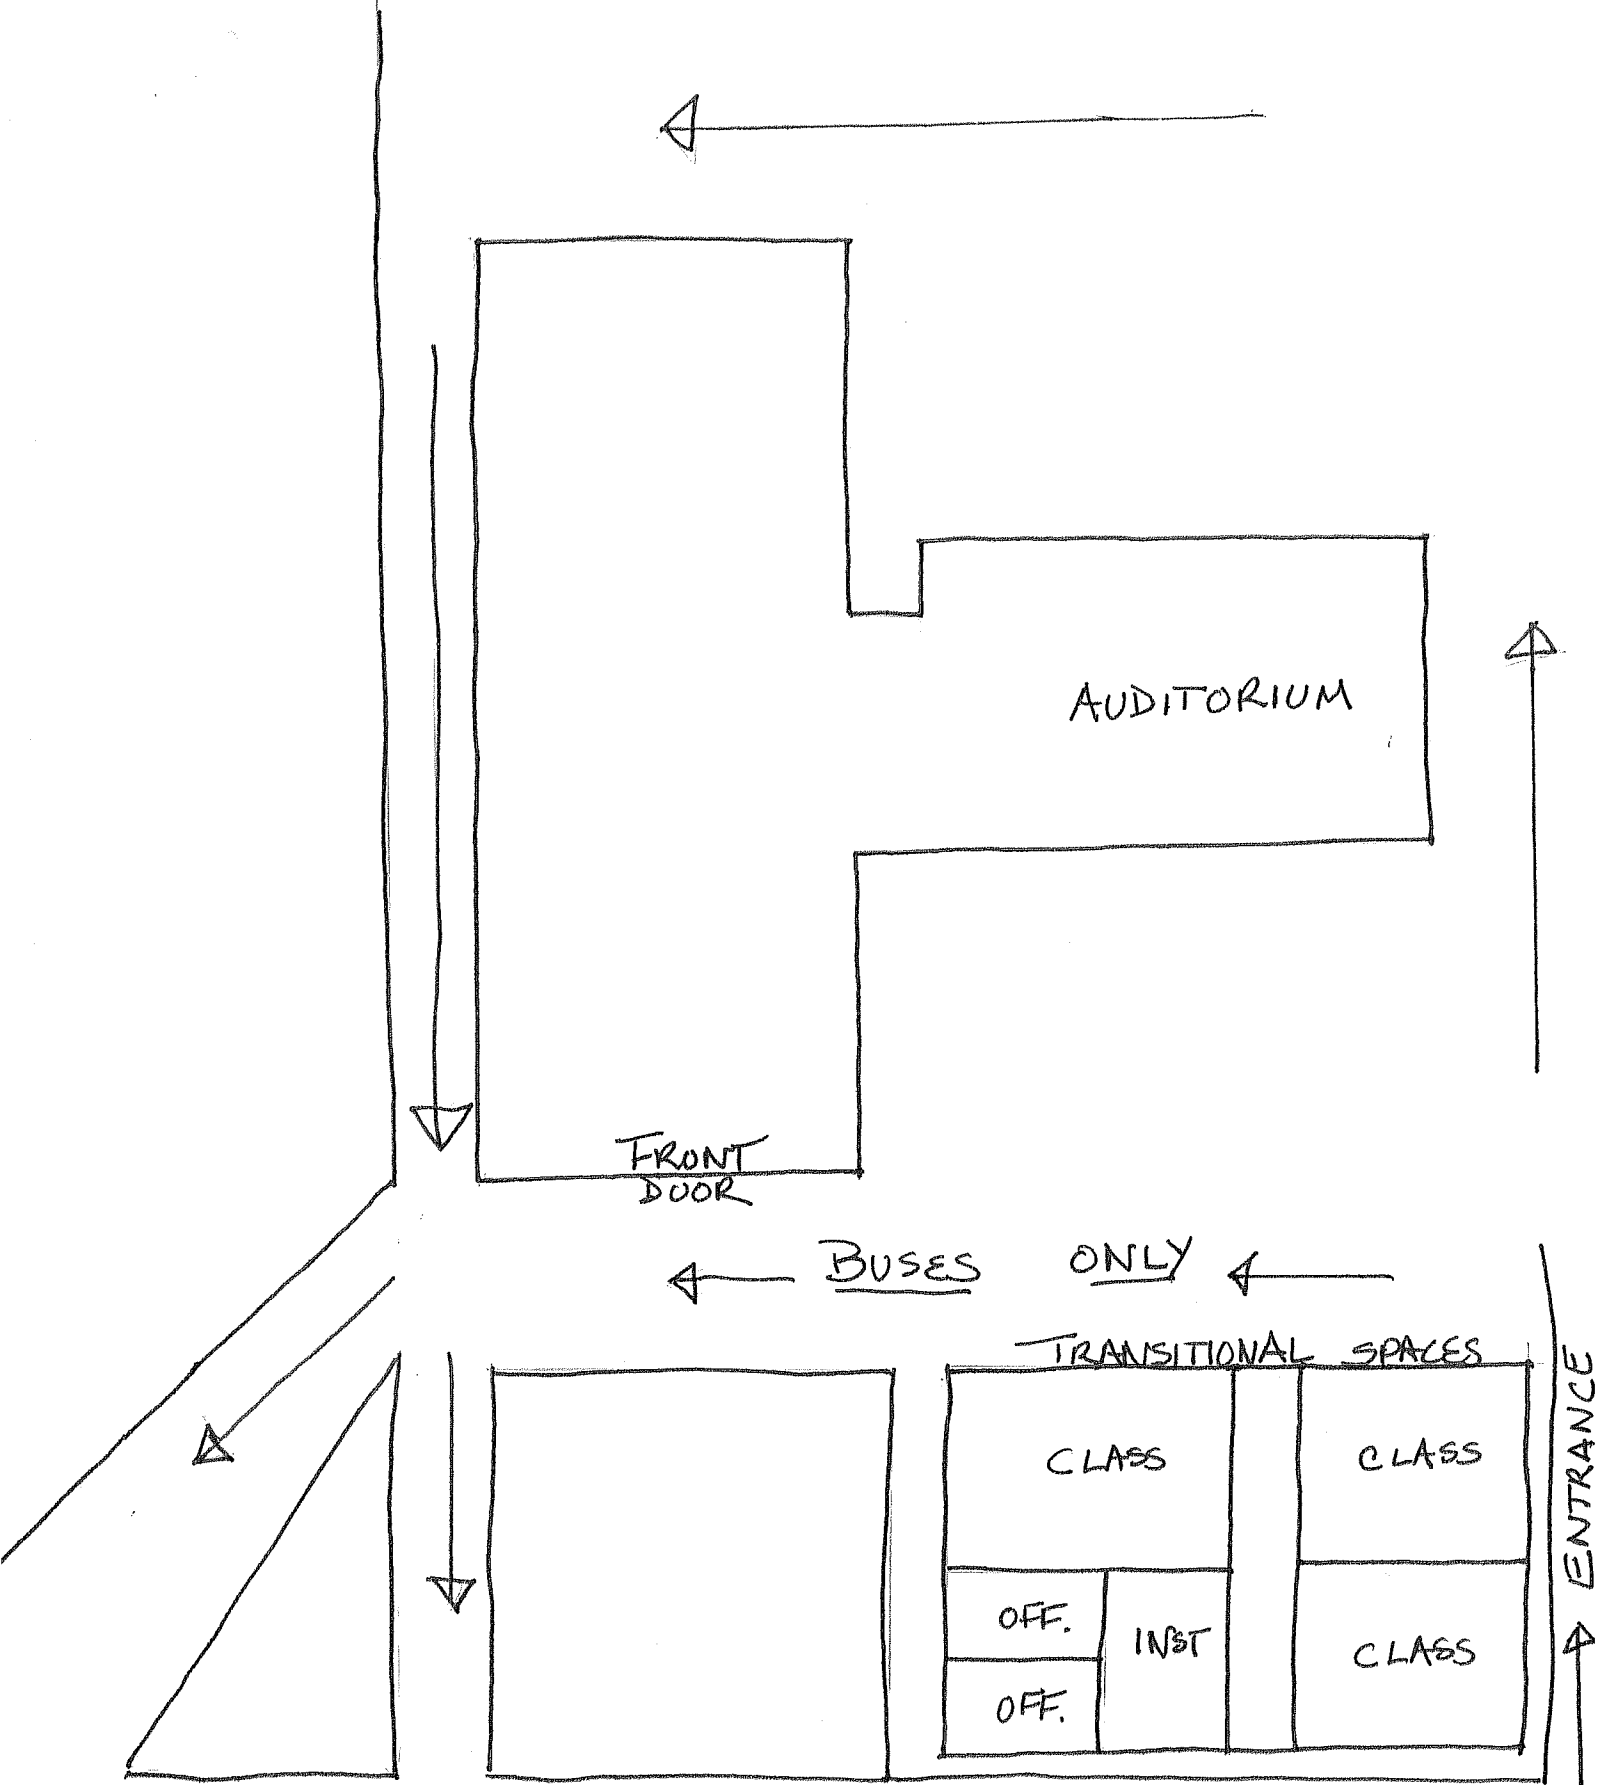 AUDITORIUM
FRONT
DOOR
BUSES ONLY
TRANSITIONAL SPACES
CLASS
CLASS
OFF.
INST
CLASS
OFF.
ENTRANCE